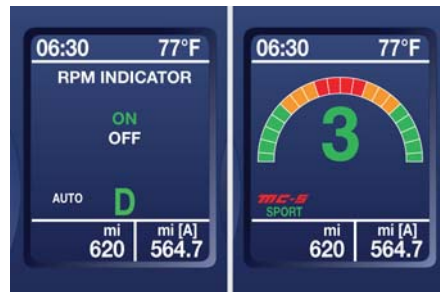 06:30 77°F
RPM INDICATOR
ON
OFF
AUTO D
mi mi [A]
620 564.7
06:30 77°F
3
MC-S
SPORT
mi mi [A]
620 564.7